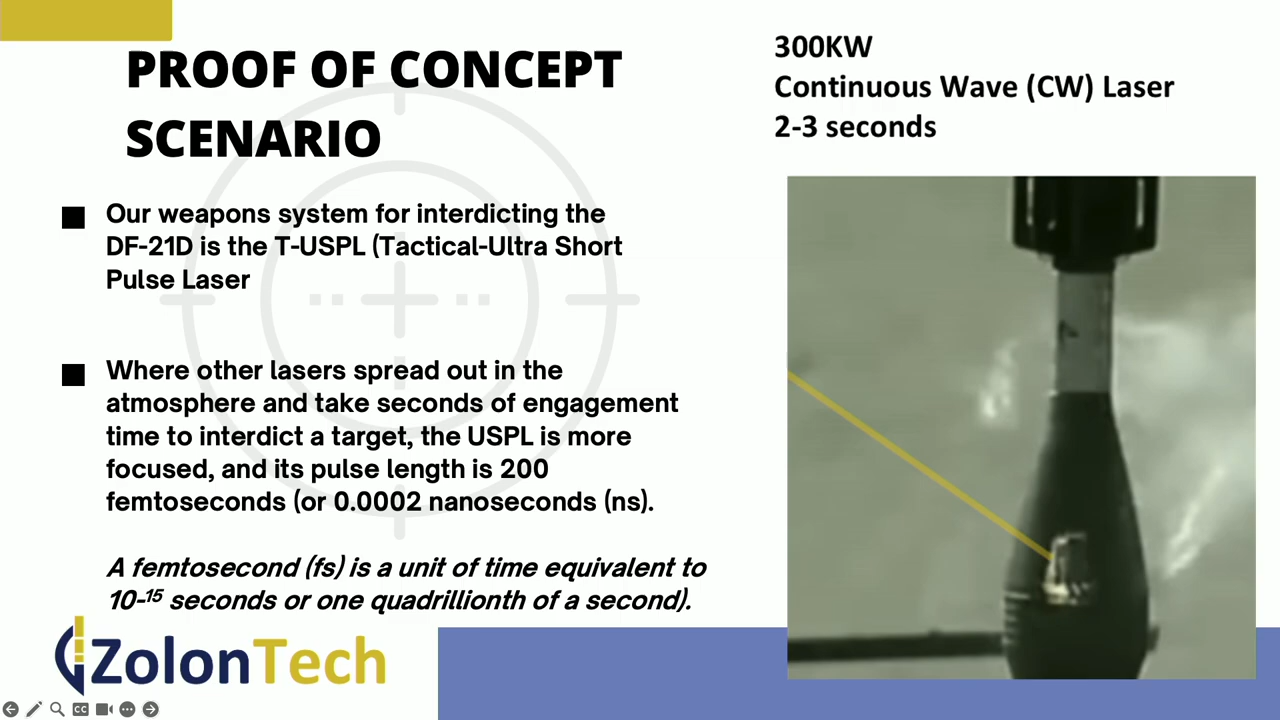 PROOF OF CONCEPT
SCENARIO
300KW
Continuous Wave (CW) Laser
2-3 seconds
Our weapons system for interdicting the
DF-21D is the T-USPL (Tactical-Ultra Short
Pulse Laser
Where other lasers spread out in the
atmosphere and take seconds of engagement
time to interdict a target, the USPL is more
focused, and its pulse length is 200
femtoseconds (or 0.0002 nanoseconds (ns).
A femtosecond (fs) is a unit of time equivalent to
10-¹⁵ seconds or one quadrillionth of a second).
ZolonTech
CC